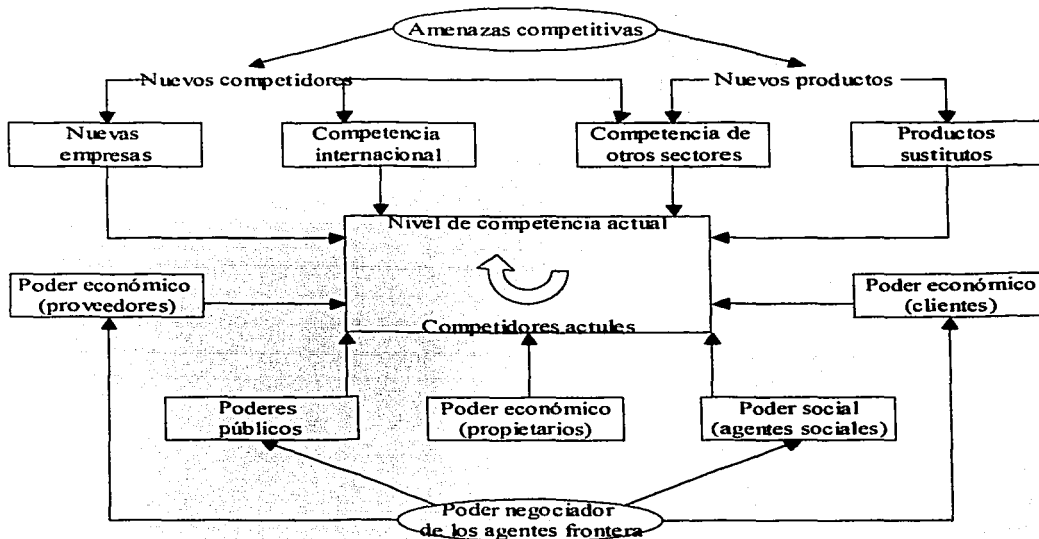 Amenazas competitivas
Nuevos competidores
Nuevos productos
Nuevas
empresas
Competencia
internacional
Competencia de
otros sectores
Productos
sustitutos
Nivel de competencia actual
Poder económico
(proveedores)
Poder económico
(clientes)
Competidores actules
Poderes
públicos
Poder económico
(propietarios)
Poder social
(agentes sociales)
Poder negociador
de los agentes frontera